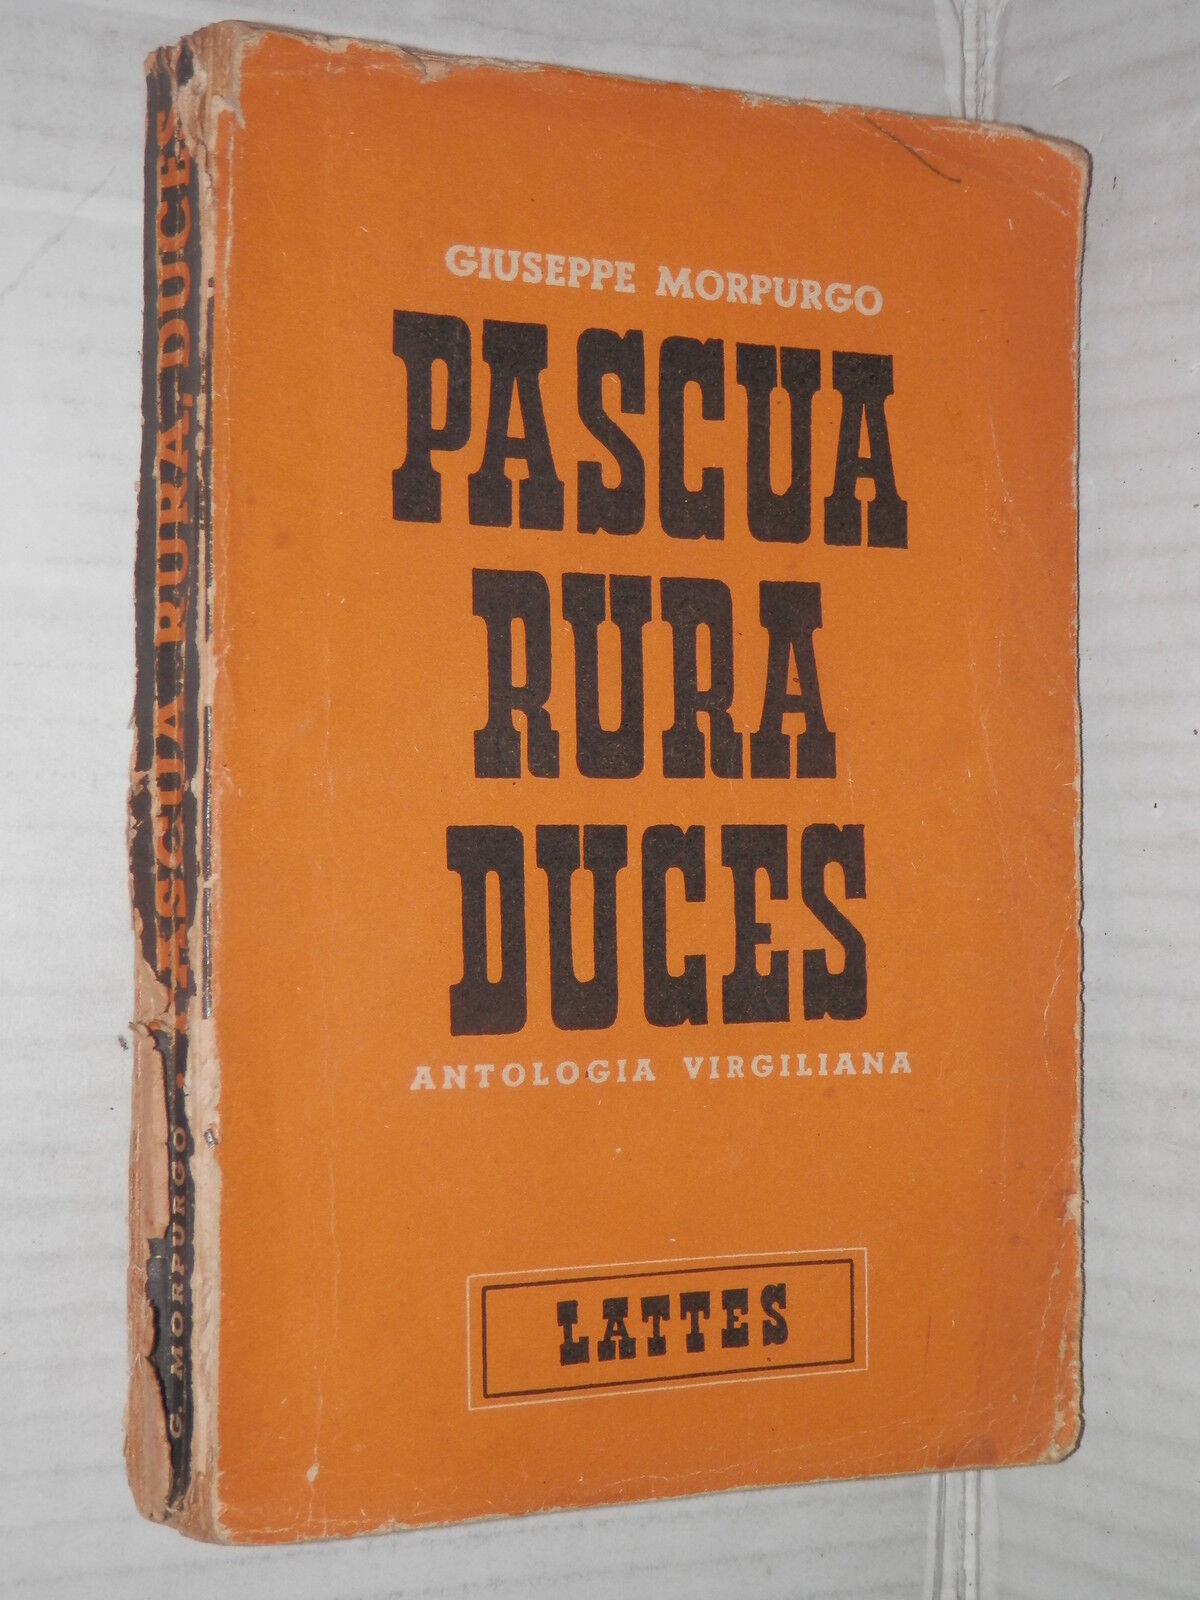 GIUSEPPE MORPURGO
PASCUA
RURA
DUCES
ANTOLOGIA VIRGILIANA
LATTES
G. MORPURGO · PASCUA, RURA, DUCES